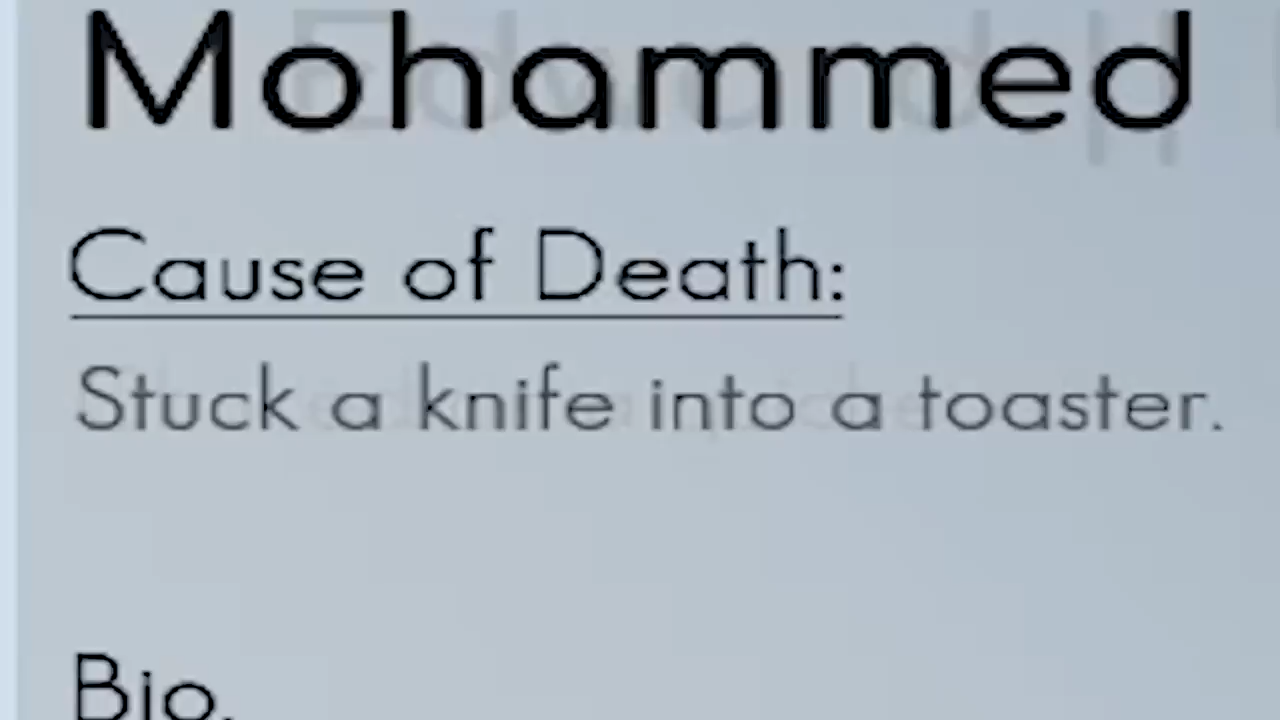 Mohammed
Cause of Death:
Stuck a knife into a toaster.
Bio.